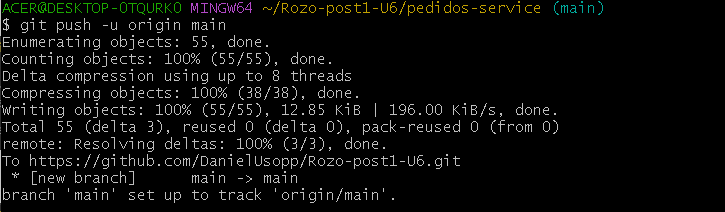 ACER@DESKTOP-OTQURKO MINGW64 ~/Rozo-post1-U6/pedidos-service (main)
$ git push -u origin main
Enumerating objects: 55, done.
Counting objects: 100% (55/55), done.
Delta compression using up to 8 threads
Compressing objects: 100% (38/38), done.
Writing objects: 100% (55/55), 12.85 KiB | 196.00 KiB/s, done.
Total 55 (delta 3), reused 0 (delta 0), pack-reused 0 (from 0)
remote: Resolving deltas: 100% (3/3), done.
To https://github.com/DanielUsopp/Rozo-post1-U6.git
 * [new branch]      main -> main
branch 'main' set up to track 'origin/main'.